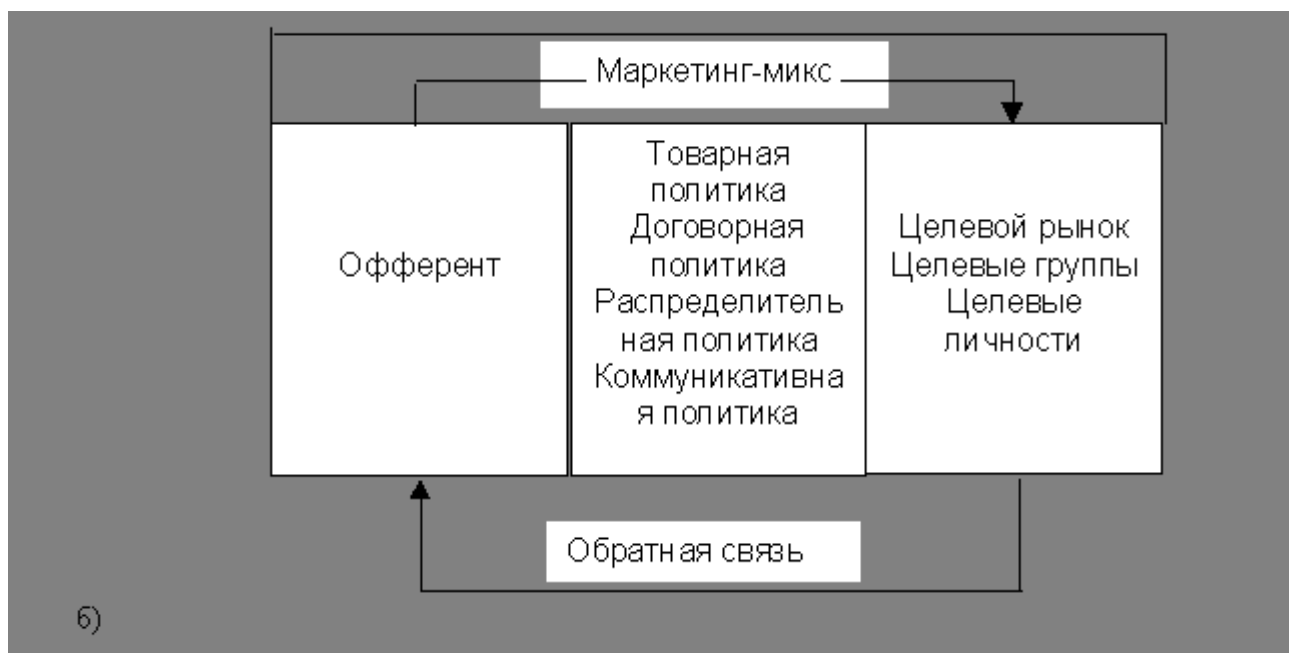 Маркетинг-микс
Офферент
Товарная
политика
Договорная
политика
Распределитель
ная политика
Коммуникативна
я политика
Целевой рынок
Целевые группы
Целевые
личности
Обратная связь
б)